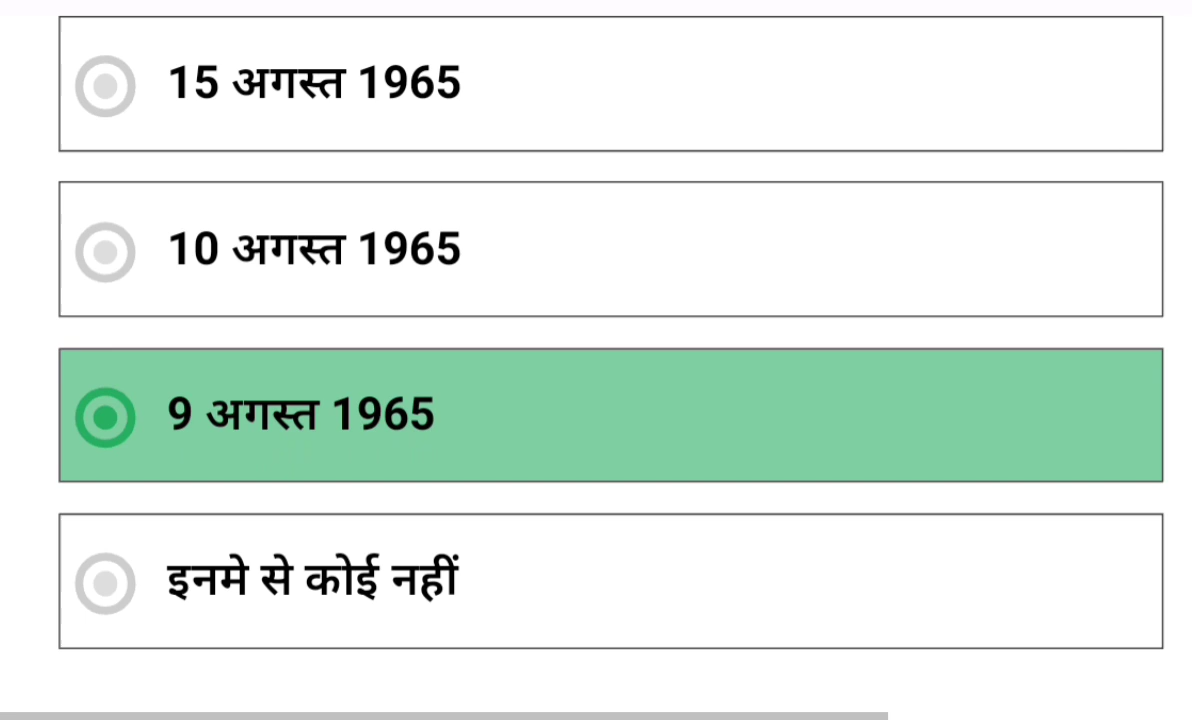 15 अगस्त 1965
10 अगस्त 1965
9 अगस्त 1965
इनमे से कोई नहीं